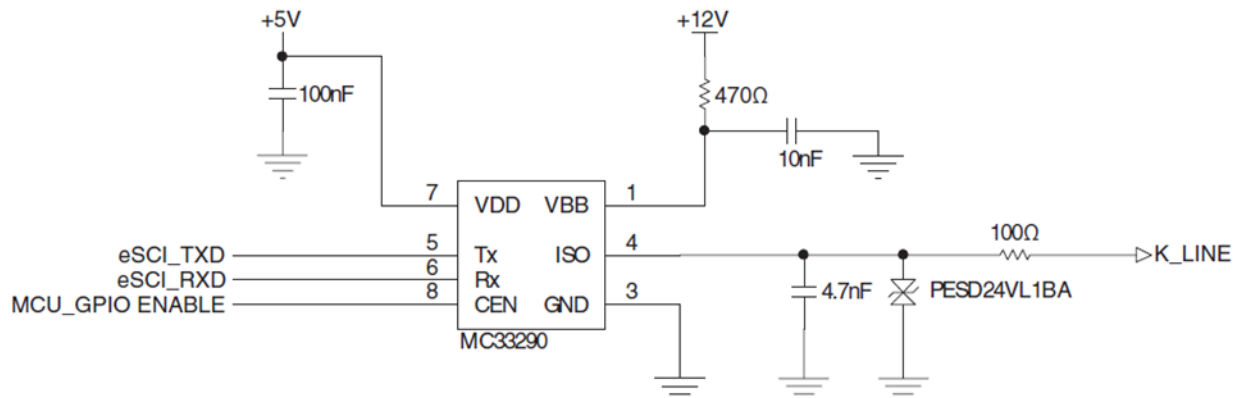 +5V
+12V
100nF
470Ω
10nF
7 VDD VBB 1
eSCI_TXD 5 Tx ISO 4 100Ω K_LINE
eSCI_RXD 6 Rx
MCU_GPIO ENABLE 8 CEN GND 3 4.7nF PESD24VL1BA
MC33290